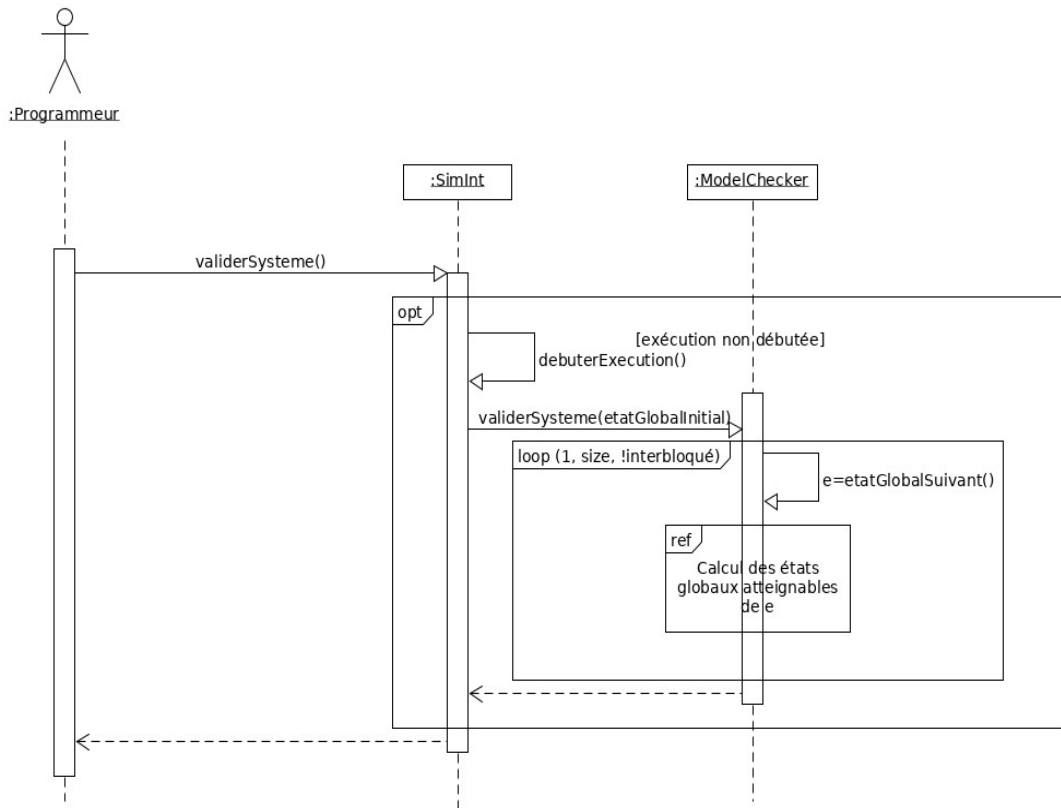 :Programmeur
:SimInt
:ModelChecker
validerSysteme()
opt
[exécution non débutée]
debuterExecution()
validerSysteme(etatGlobalInitial)
loop (1, size, !interbloqué)
e=etatGlobalSuivant()
ref
Calcul des états
globaux atteignables
de e